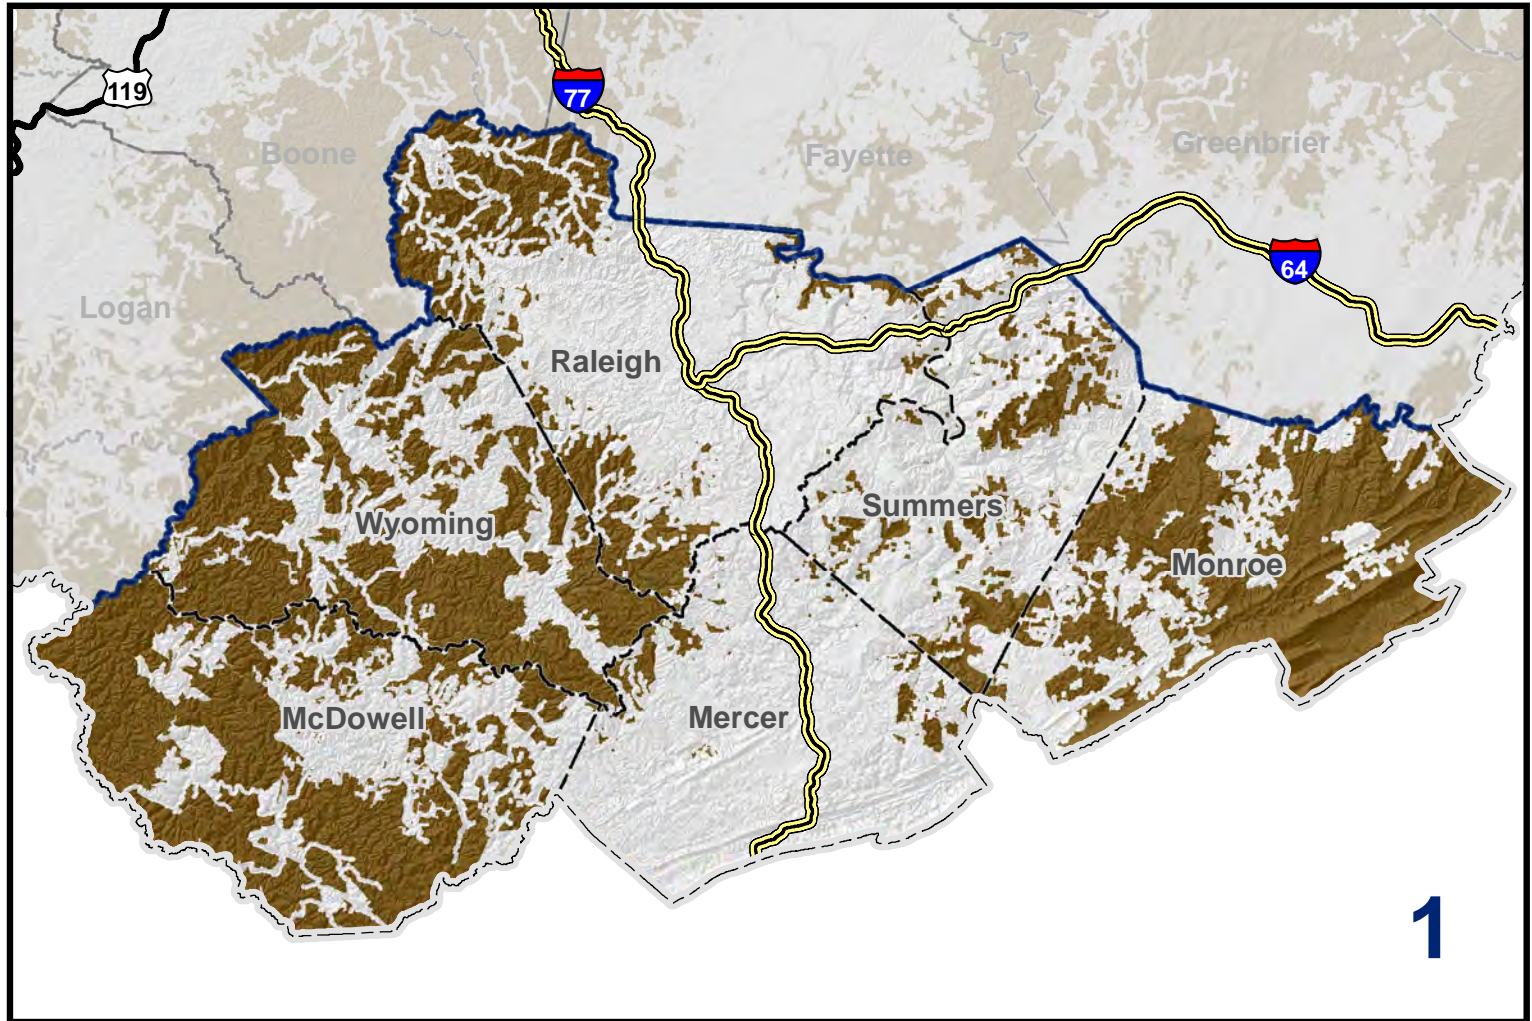 119
77
Boone
Fayette
Greenbrier
64
Logan
Raleigh
Summers
Wyoming
Monroe
McDowell
Mercer
1